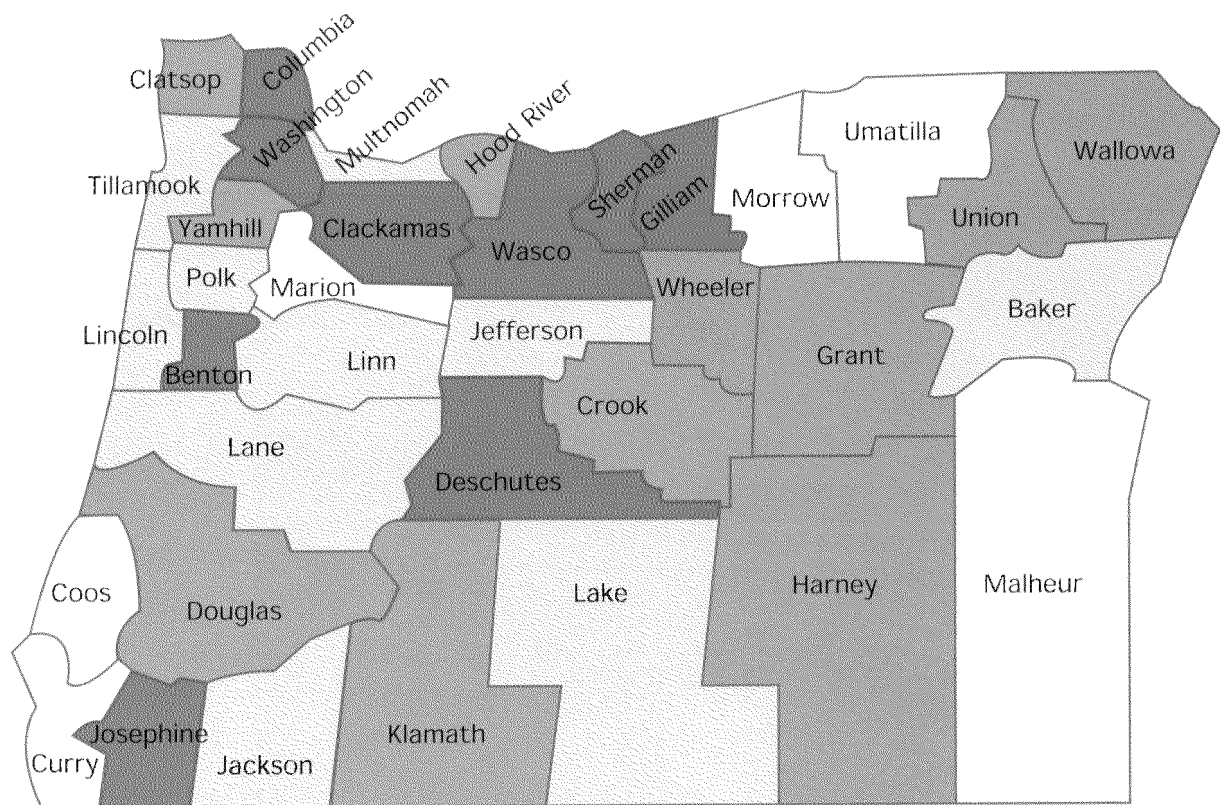 Clatsop
Columbia
Washington
Multnomah
Hood River
Sherman
Gilliam
Morrow
Umatilla
Union
Wallowa
Tillamook
Yamhill
Clackamas
Wasco
Wheeler
Polk
Marion
Jefferson
Grant
Baker
Lincoln
Benton
Linn
Crook
Lane
Deschutes
Coos
Douglas
Lake
Harney
Malheur
Curry
Josephine
Jackson
Klamath